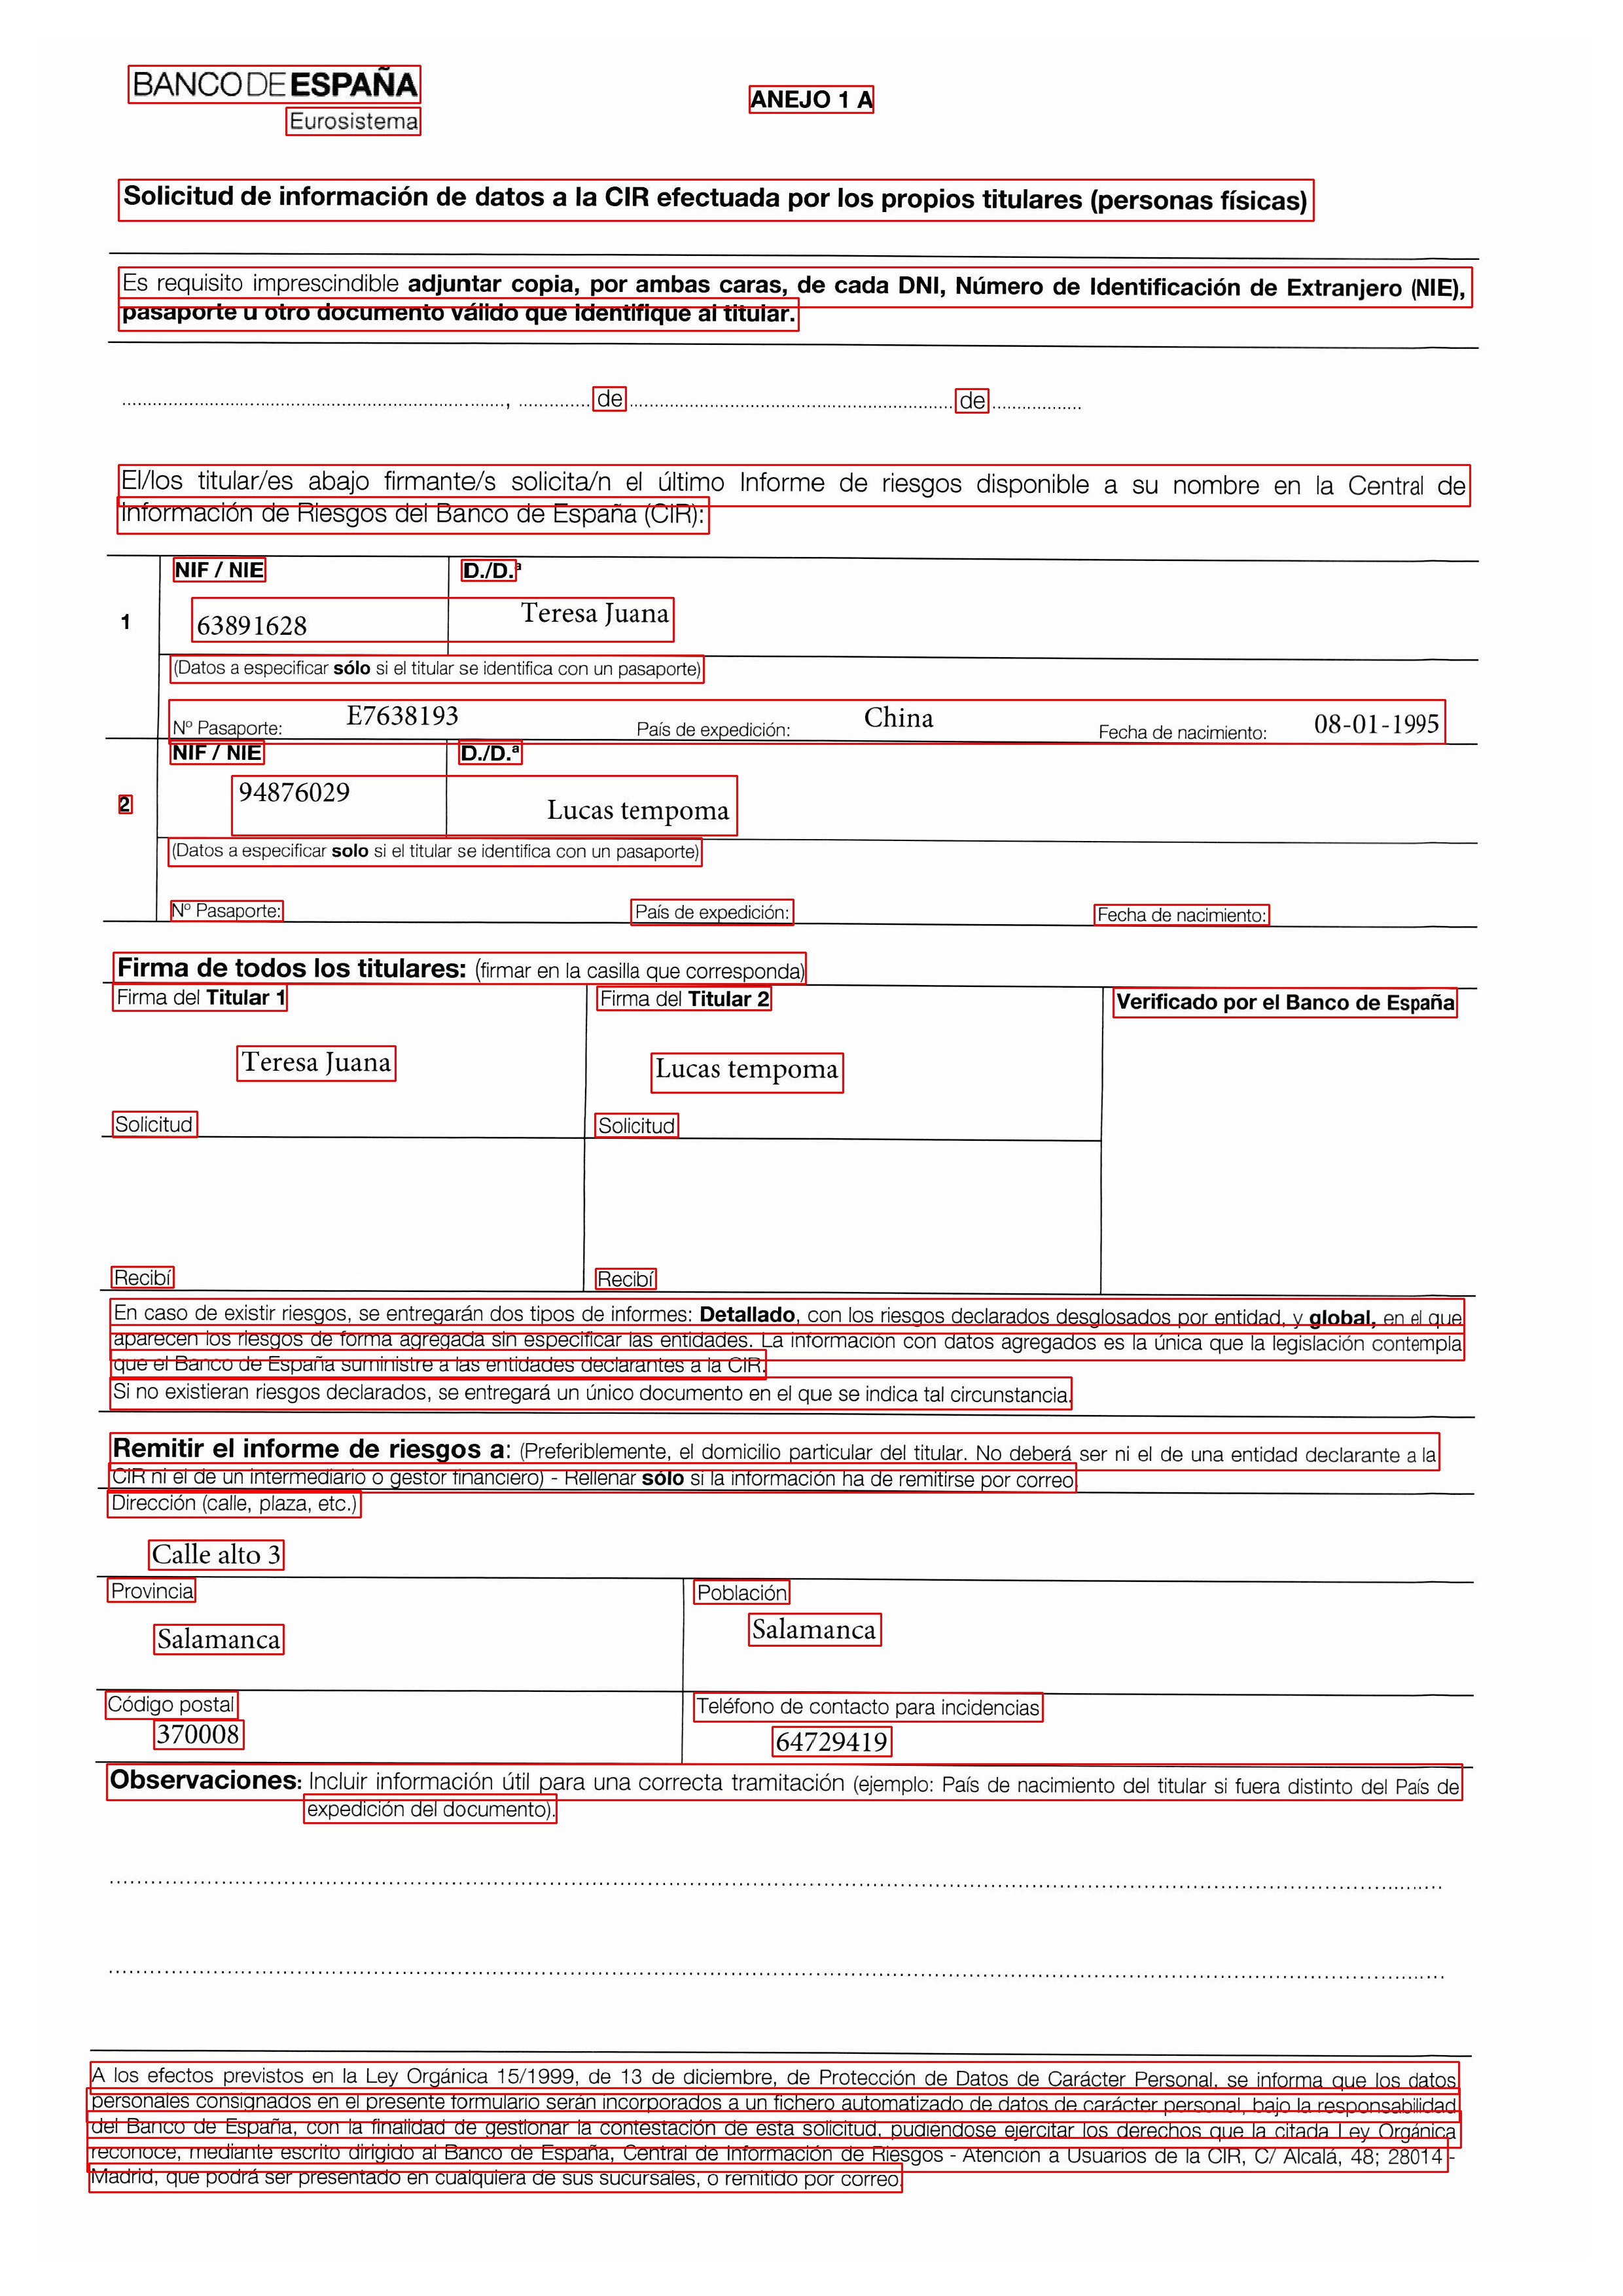 BANCO DE ESPAÑA
Eurosistema
ANEJO 1 A
Solicitud de información de datos a la CIR efectuada por los propios titulares (personas físicas)
Es requisito imprescindible adjuntar copia, por ambas caras, de cada DNI, Número de Identificación de Extranjero (NIE),
pasaporte u otro documento válido que identifique al titular.
............................................................................, .............. de ................................................................ de ..................
El/los titular/es abajo firmante/s solicita/n el último Informe de riesgos disponible a su nombre en la Central de
Información de Riesgos del Banco de España (CIR):
NIF / NIE D./D.ª
1 63891628 Teresa Juana
(Datos a especificar sólo si el titular se identifica con un pasaporte)
Nº Pasaporte: E7638193 País de expedición: China Fecha de nacimiento: 08-01-1995
NIF / NIE D./D.ª
2 94876029 Lucas tempoma
(Datos a especificar solo si el titular se identifica con un pasaporte)
Nº Pasaporte: País de expedición: Fecha de nacimiento:
Firma de todos los titulares: (firmar en la casilla que corresponda)
Firma del Titular 1 Firma del Titular 2 Verificado por el Banco de España
Teresa Juana Lucas tempoma
Solicitud Solicitud
Recibí Recibí
En caso de existir riesgos, se entregarán dos tipos de informes: Detallado, con los riesgos declarados desglosados por entidad, y global, en el que
aparecen los riesgos de forma agregada sin especificar las entidades. La información con datos agregados es la única que la legislación contempla
que el Banco de España suministre a las entidades declarantes a la CIR.
Si no existieran riesgos declarados, se entregará un único documento en el que se indica tal circunstancia.
Remitir el informe de riesgos a: (Preferiblemente, el domicilio particular del titular. No deberá ser ni el de una entidad declarante a la
CIR ni el de un intermediario o gestor financiero) - Rellenar sólo si la información ha de remitirse por correo
Dirección (calle, plaza, etc.)
Calle alto 3
Provincia Población
Salamanca Salamanca
Código postal Teléfono de contacto para incidencias
370008 64729419
Observaciones: Incluir información útil para una correcta tramitación (ejemplo: País de nacimiento del titular si fuera distinto del País de
expedición del documento).
A los efectos previstos en la Ley Orgánica 15/1999, de 13 de diciembre, de Protección de Datos de Carácter Personal, se informa que los datos
personales consignados en el presente formulario serán incorporados a un fichero automatizado de datos de carácter personal, bajo la responsabilidad
del Banco de España, con la finalidad de gestionar la contestación de esta solicitud, pudiéndose ejercitar los derechos que la citada Ley Orgánica
reconoce, mediante escrito dirigido al Banco de España, Central de Información de Riesgos - Atención a Usuarios de la CIR, C/ Alcalá, 48; 28014 -
Madrid, que podrá ser presentado en cualquiera de sus sucursales, o remitido por correo.